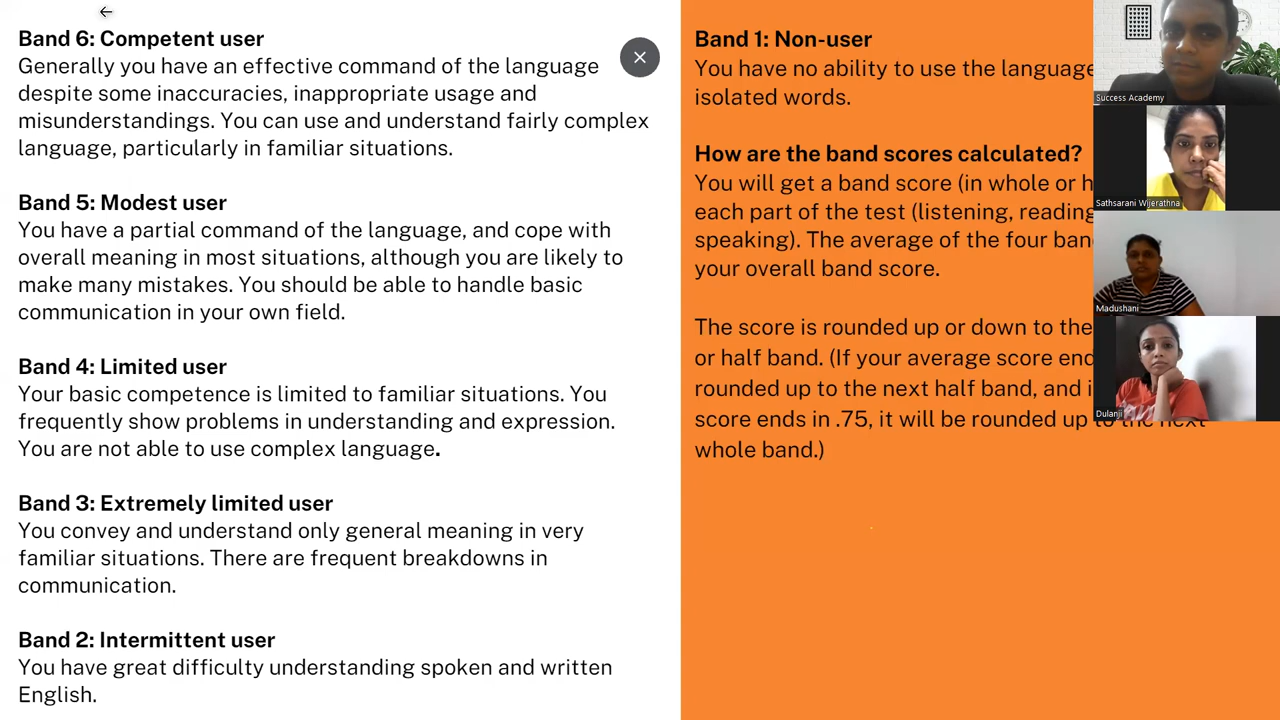 Band 6: Competent user
Generally you have an effective command of the language
despite some inaccuracies, inappropriate usage and
misunderstandings. You can use and understand fairly complex
language, particularly in familiar situations.
Band 5: Modest user
You have a partial command of the language, and cope with
overall meaning in most situations, although you are likely to
make many mistakes. You should be able to handle basic
communication in your own field.
Band 4: Limited user
Your basic competence is limited to familiar situations. You
frequently show problems in understanding and expression.
You are not able to use complex language.
Band 3: Extremely limited user
You convey and understand only general meaning in very
familiar situations. There are frequent breakdowns in
communication.
Band 2: Intermittent user
You have great difficulty understanding spoken and written
English.
Band 1: Non-user
You have no ability to use the language
isolated words.
How are the band scores calculated?
You will get a band score (in whole or h
each part of the test (listening, reading
speaking). The average of the four ban
your overall band score.
The score is rounded up or down to the
or half band. (If your average score end
rounded up to the next half band, and i
score ends in .75, it will be rounded up to the next
whole band.)
Success Academy
Sathsarani Wijerathna
Madushani
Dulanji